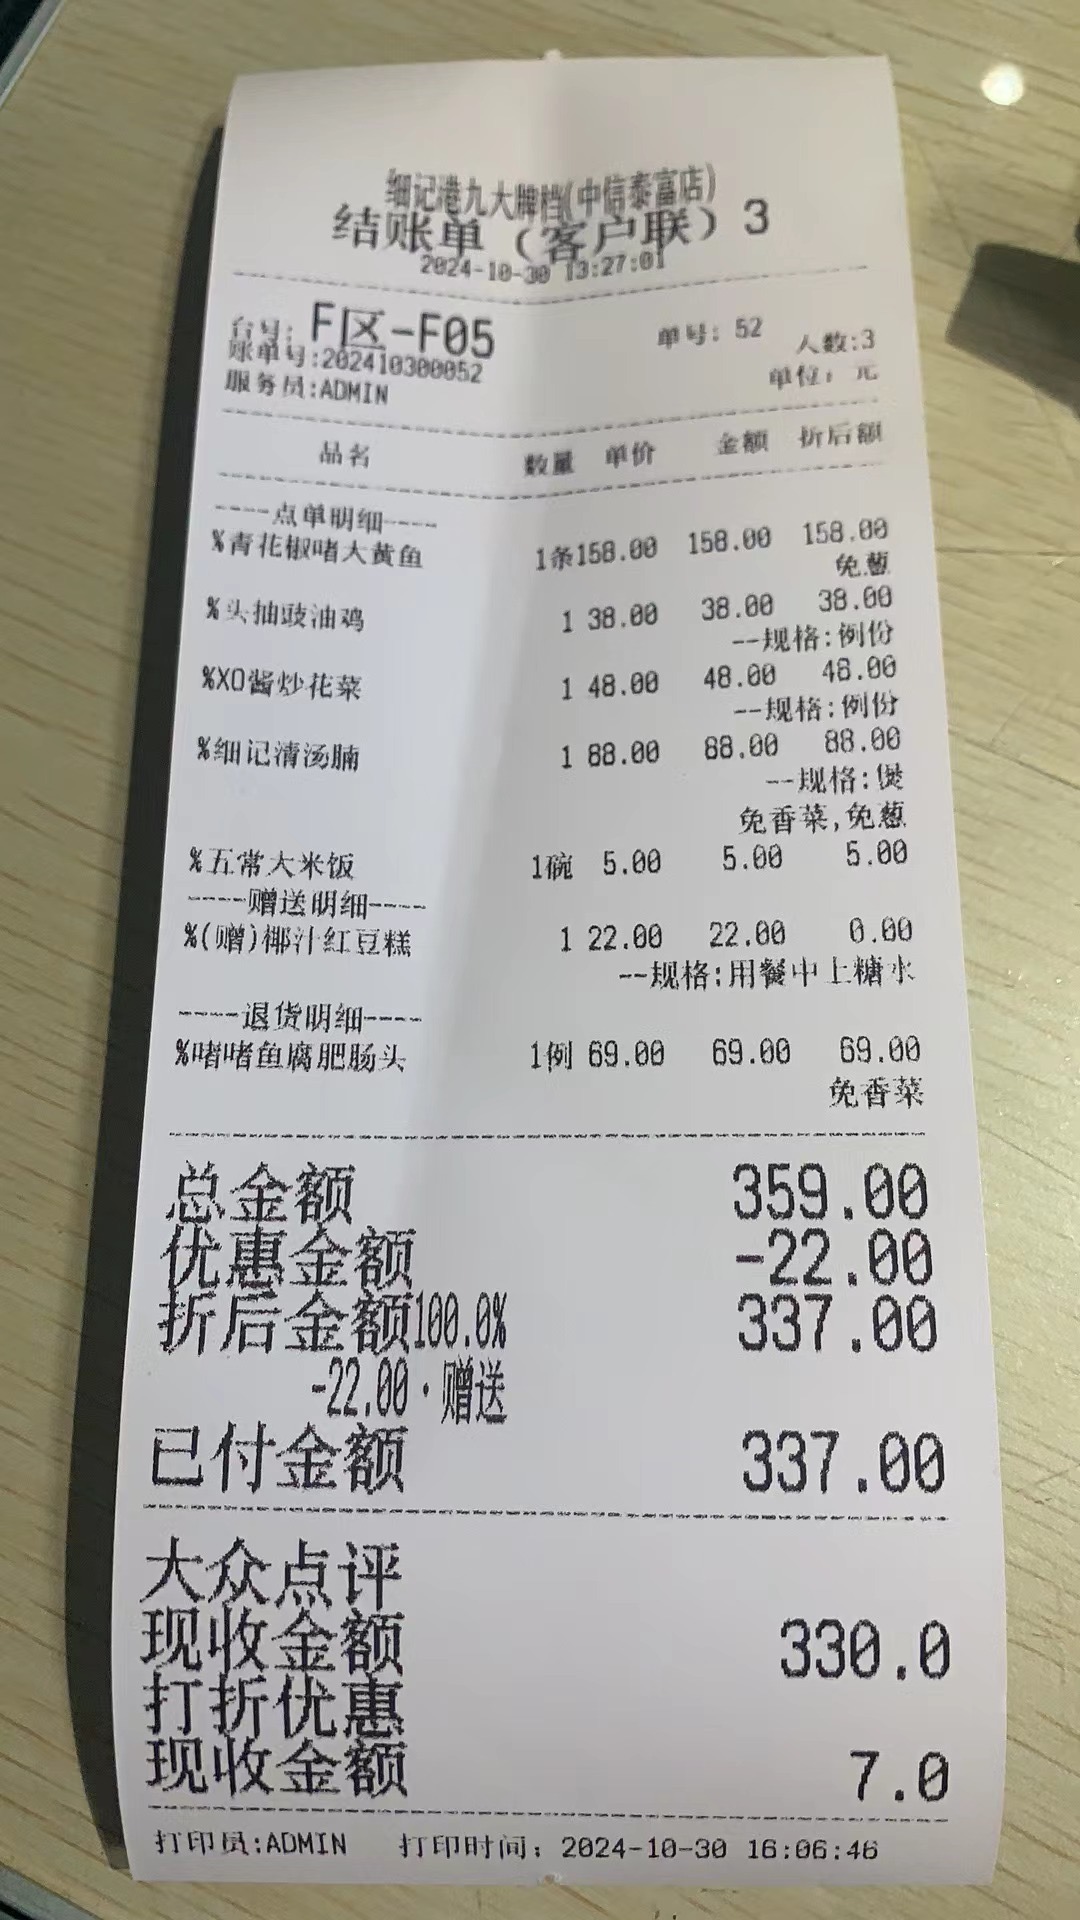 细记港九大牌档(中信泰富店)
结账单（客户联）3
2024-10-30 13:27:01
台号: F区-F05 单号: 52
账单号:202410300052 人数:3
服务员:ADMIN 单位: 元
品名 数量 单价 金额 折后额
----点单明细----
%青花椒啫大黄鱼 1条158.00 158.00 158.00
免葱
%头抽豉油鸡 1 38.00 38.00 38.00
--规格:例份
%XO酱炒花菜 1 48.00 48.00 48.00
--规格:例份
%细记清汤腩 1 88.00 88.00 88.00
--规格:煲
免香菜,免葱
%五常大米饭 1碗 5.00 5.00 5.00
----赠送明细----
%(赠)椰汁红豆糕 1 22.00 22.00 0.00
--规格:用餐中上糖水
----退货明细----
%啫啫鱼腐肥肠头 1例 69.00 69.00 69.00
免香菜
总金额 359.00
优惠金额 -22.00
折后金额100.0% 337.00
-22.00·赠送
已付金额 337.00
大众点评
现收金额 330.0
打折优惠
现收金额 7.0
打印员:ADMIN 打印时间: 2024-10-30 16:06:46